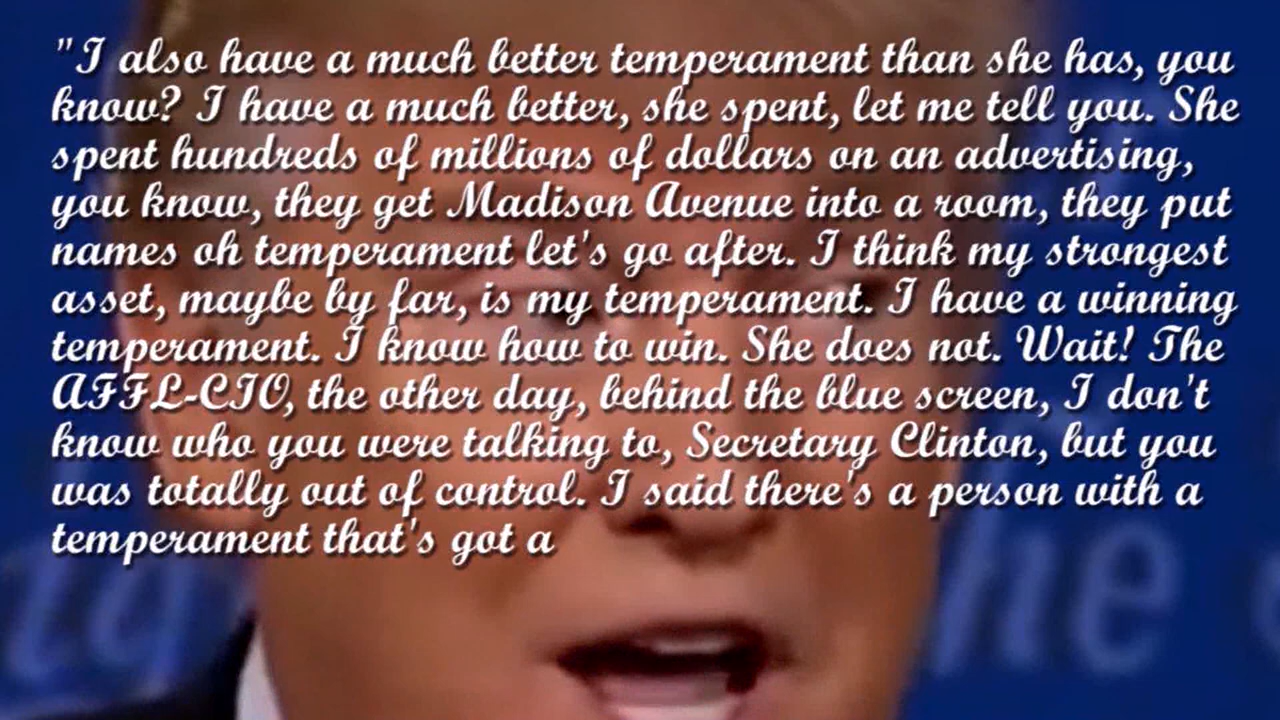 "I also have a much better temperament than she has, you
know? I have a much better, she spent, let me tell you. She
spent hundreds of millions of dollars on an advertising,
you know, they get Madison Avenue into a room, they put
names oh temperament let's go after. I think my strongest
asset, maybe by far, is my temperament. I have a winning
temperament. I know how to win. She does not. Wait! The
AFFL-CIO, the other day, behind the blue screen, I don't
know who you were talking to, Secretary Clinton, but you
was totally out of control. I said there's a person with a
temperament that's got a
he